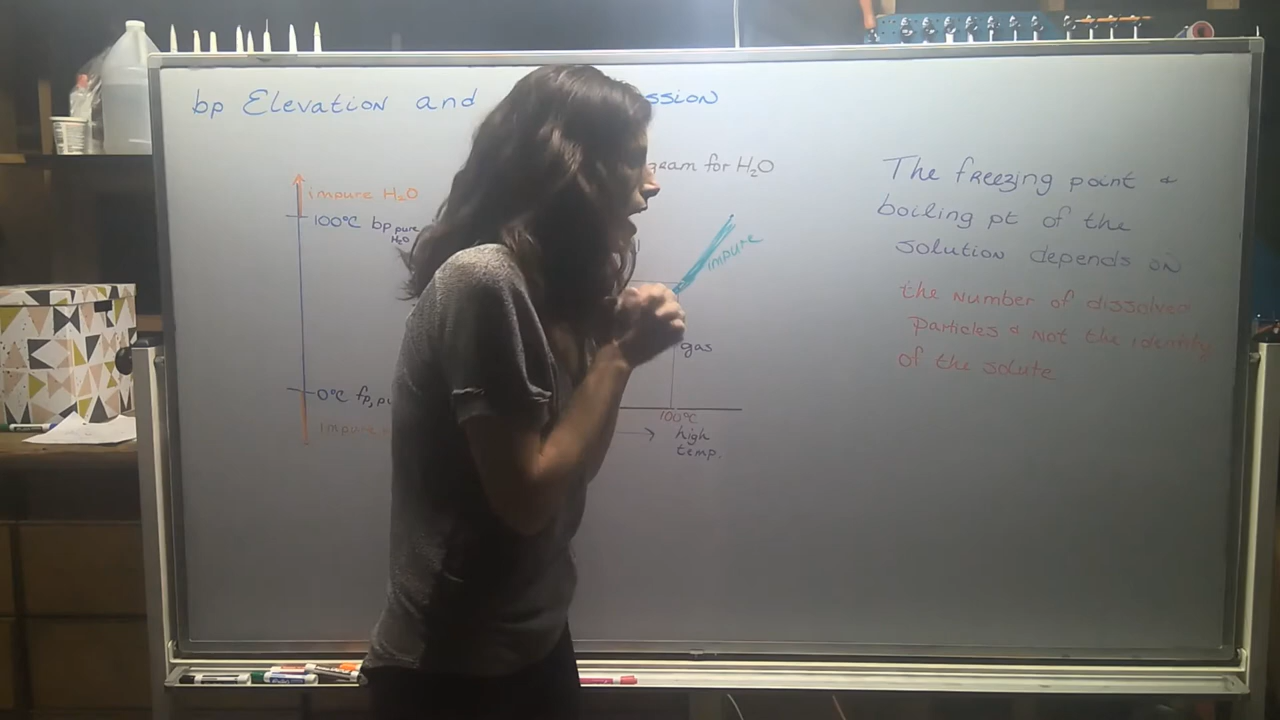 bp Elevation and ssion
gram for H₂O
impure H₂O
100°C bp pure
H₂O
impure
gas
0°C fp, pu
100°C
impure
high
temp.
The freezing point &
boiling pt of the
solution depends on
the number of dissolved
particles & not the identity
of the solute